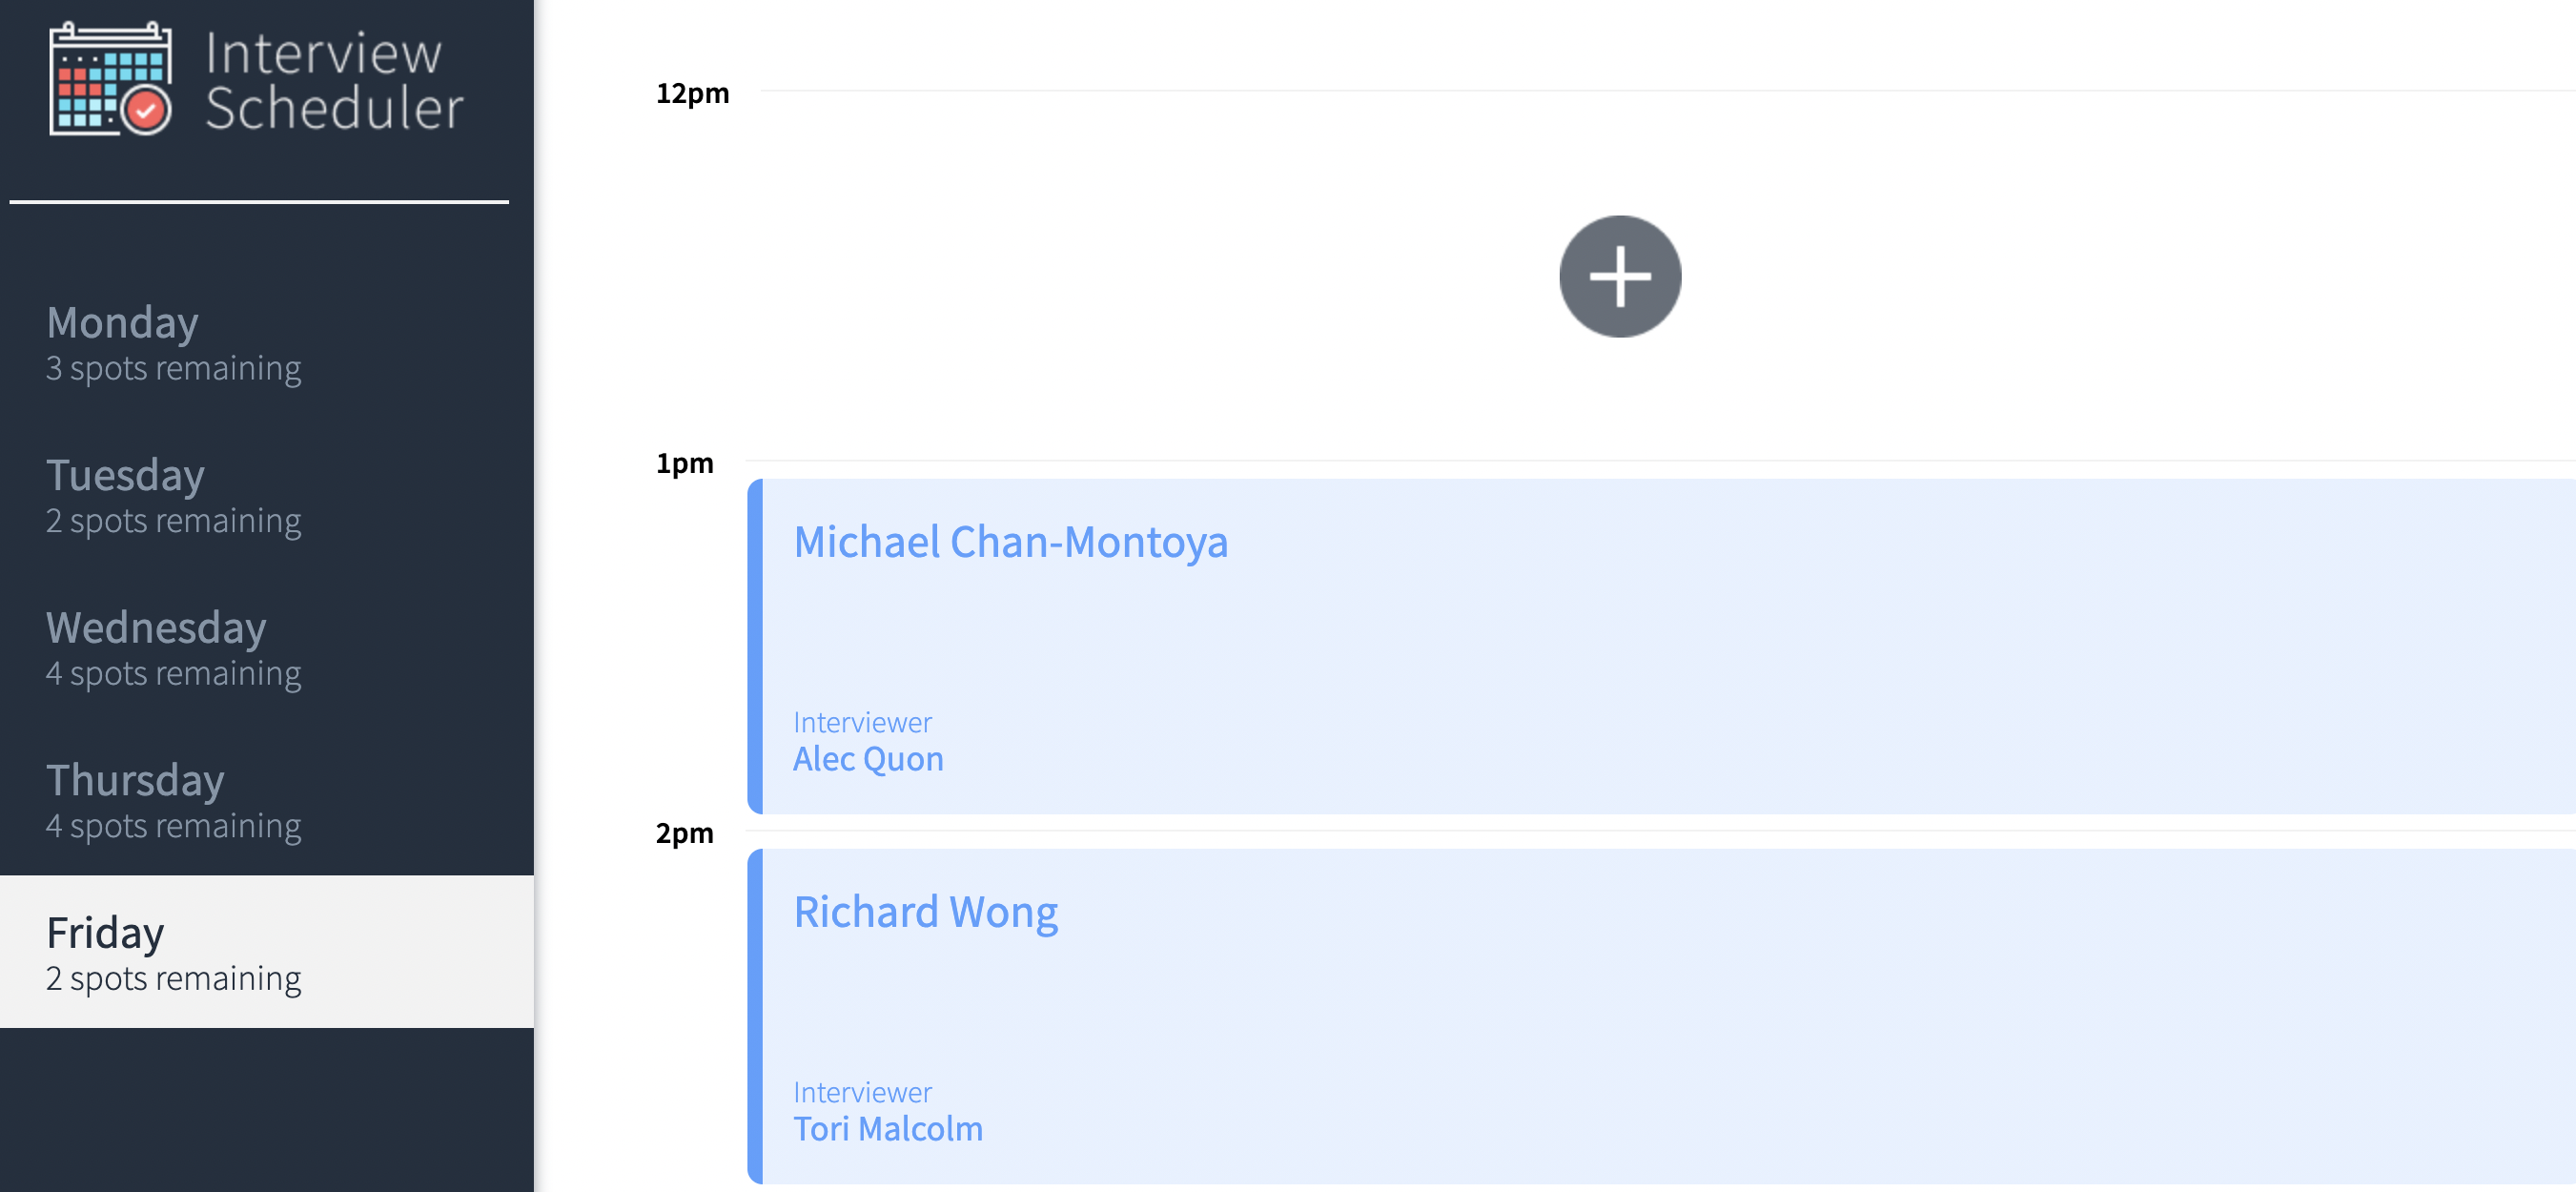 Interview
Scheduler
Monday
3 spots remaining
Tuesday
2 spots remaining
Wednesday
4 spots remaining
Thursday
4 spots remaining
Friday
2 spots remaining
12pm
1pm
Michael Chan-Montoya
Interviewer
Alec Quon
2pm
Richard Wong
Interviewer
Tori Malcolm